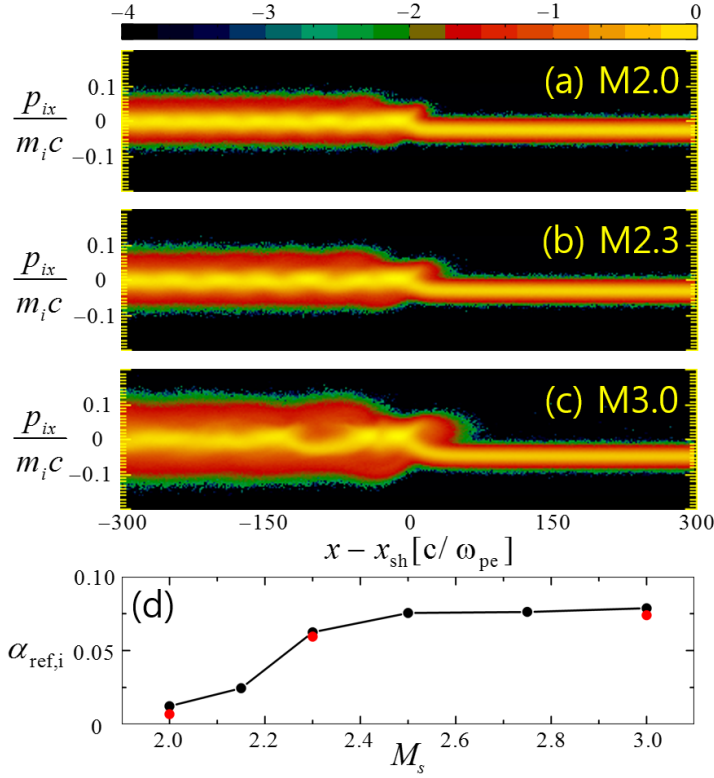 −4 −3 −2 −1 0
(a) M2.0
p_ix / m_i c
0.1
0
−0.1
(b) M2.3
p_ix / m_i c
0.1
0
−0.1
(c) M3.0
p_ix / m_i c
0.1
0
−0.1
−300 −150 0 150 300
x − x_sh [c/ω_pe]
(d)
α_ref,i
0.10
0.05
0
2.0 2.2 2.4 2.6 2.8 3.0
M_s